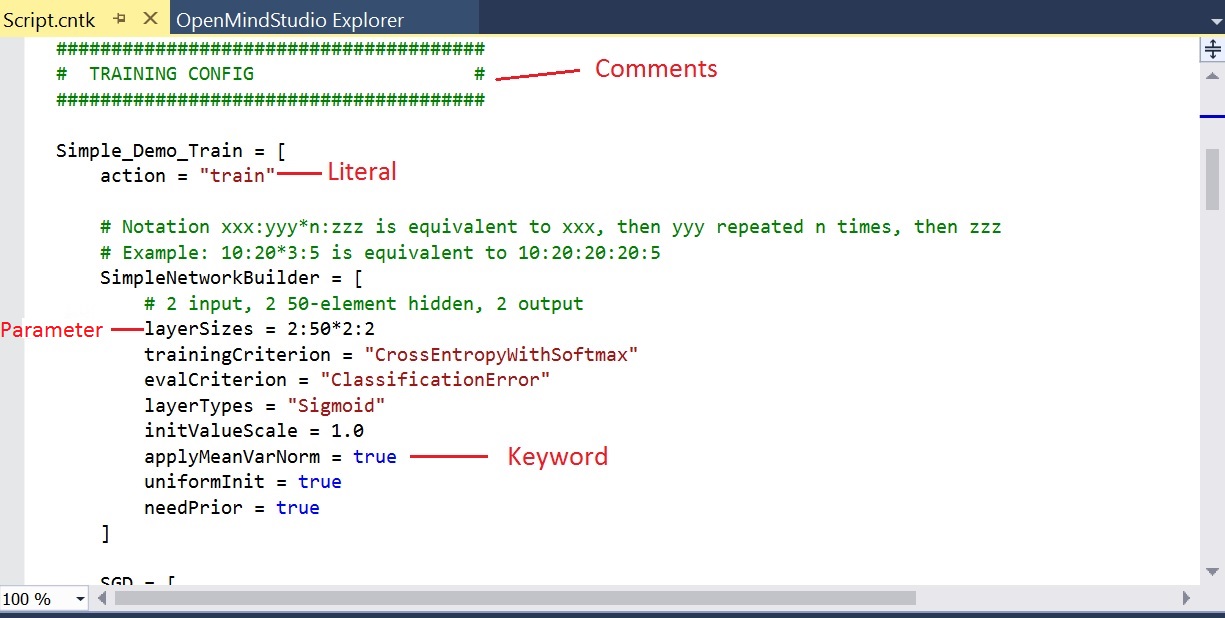 Script.cntk OpenMindStudio Explorer
#######################################
# TRAINING CONFIG # Comments
#######################################
Simple_Demo_Train = [
action = "train" Literal
# Notation xxx:yyy*n:zzz is equivalent to xxx, then yyy repeated n times, then zzz
# Example: 10:20*3:5 is equivalent to 10:20:20:20:5
SimpleNetworkBuilder = [
# 2 input, 2 50-element hidden, 2 output
Parameter layerSizes = 2:50*2:2
trainingCriterion = "CrossEntropyWithSoftmax"
evalCriterion = "ClassificationError"
layerTypes = "Sigmoid"
initValueScale = 1.0
applyMeanVarNorm = true Keyword
uniformInit = true
needPrior = true
]
SGD = [
100 %